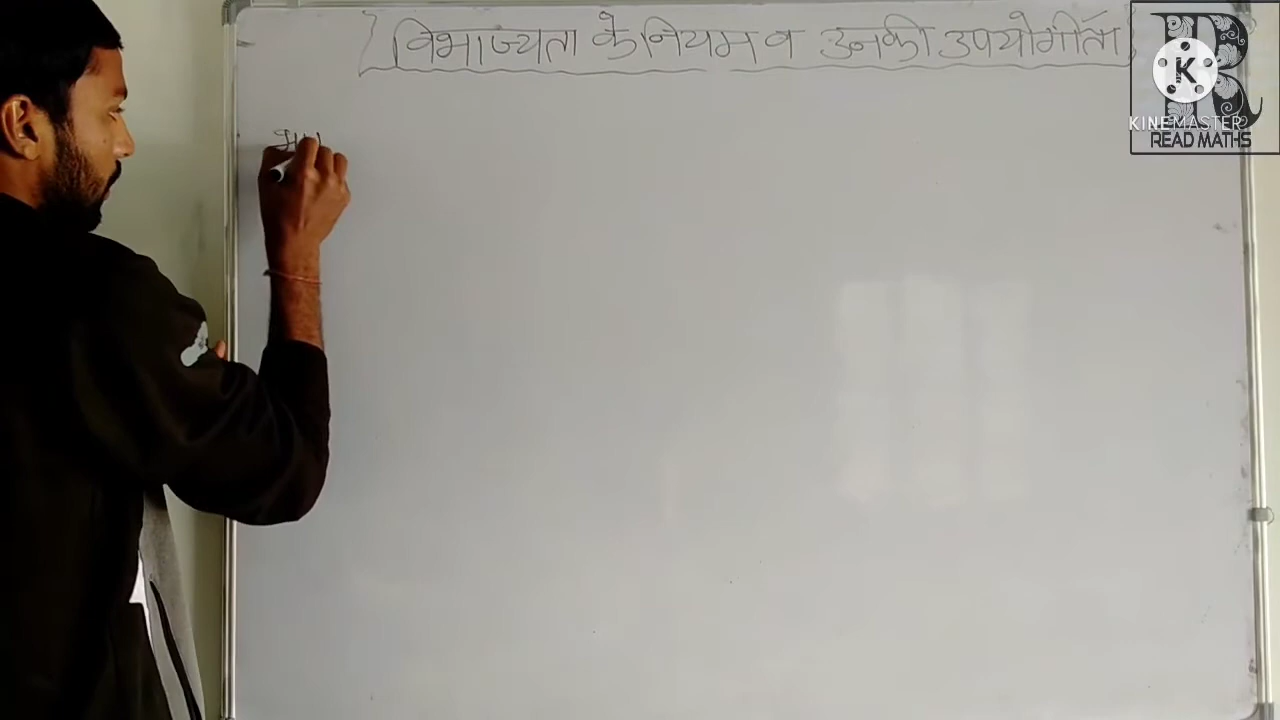 विभाज्यता के नियम व उनकी उपयोगीता
KINEMASTER
READ MATHS